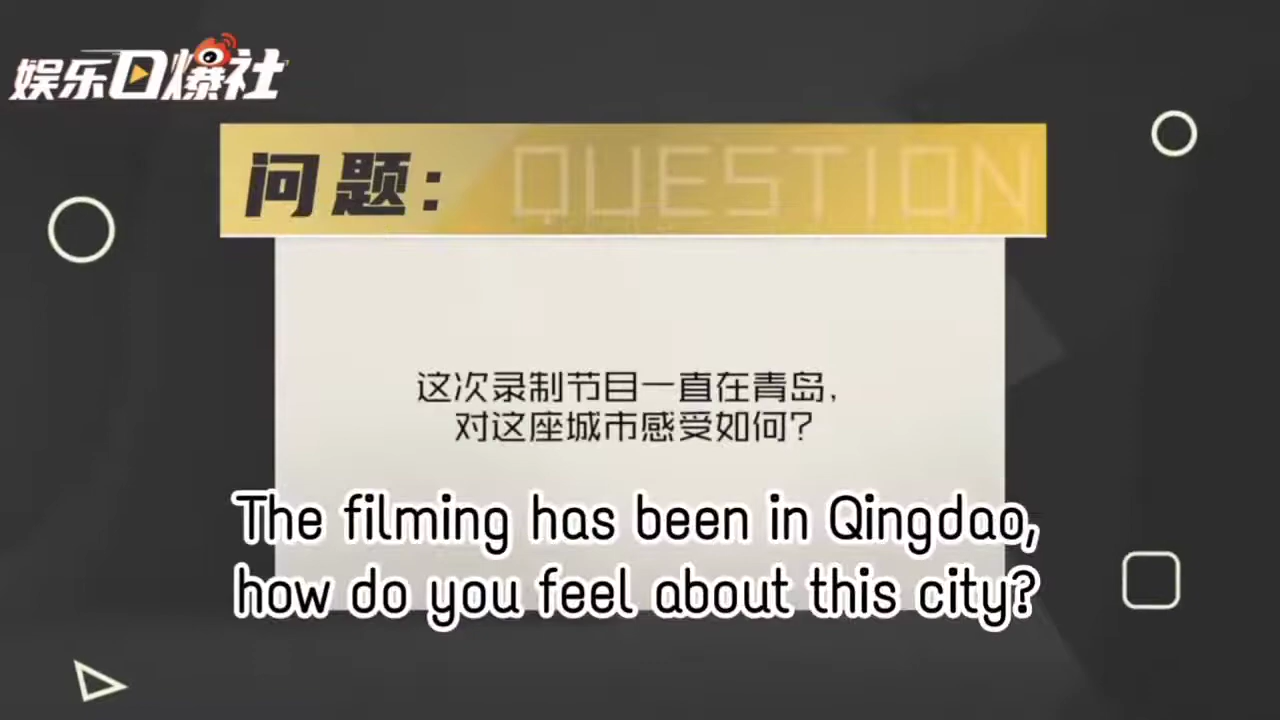 娱乐日爆社
问题: QUESTION
这次录制节目一直在青岛,
对这座城市感受如何?
The filming has been in Qingdao,
how do you feel about this city?